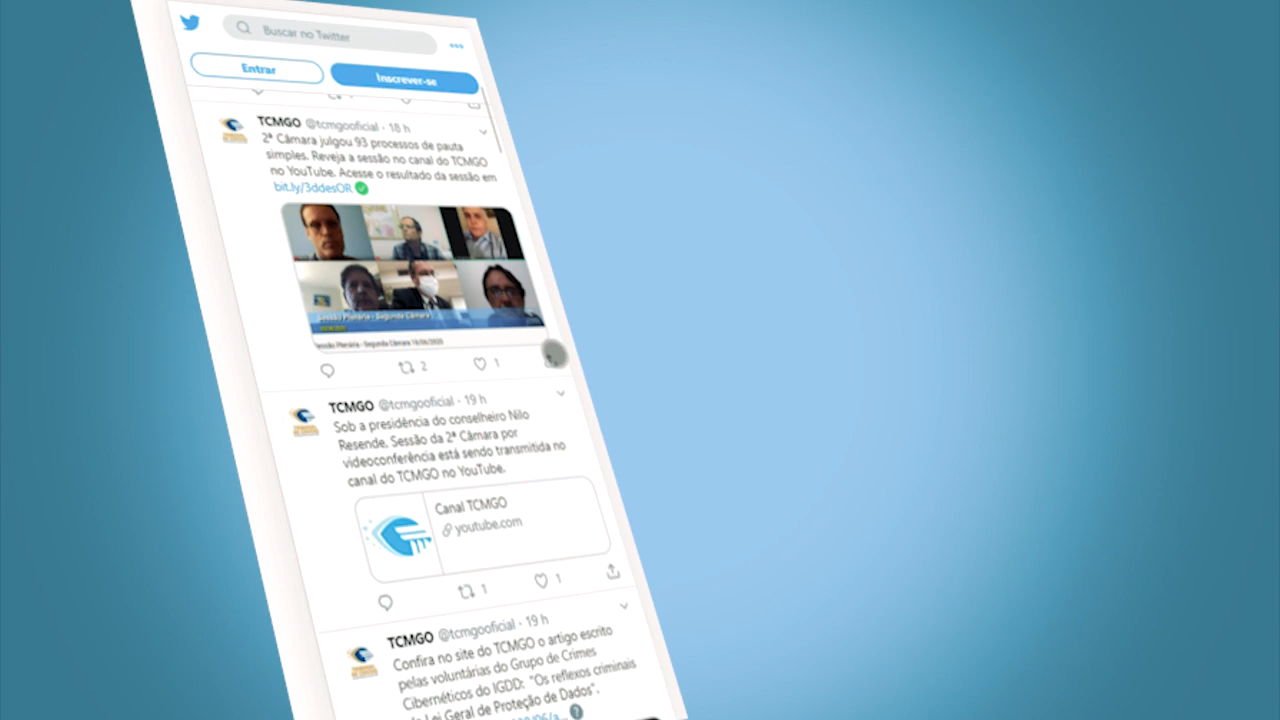 Buscar no Twitter
Entrar
Inscrever-se
TCMGO @tcmgooficial · 18 h
2ª Câmara julgou 93 processos de pauta
simples. Reveja a sessão no canal do TCMGO
no YouTube. Acesse o resultado da sessão em
bit.ly/3ddesOR
Sessão Plenária - Segunda Câmara
essão Plenária - Segunda Câmara
2
1
TCMGO @tcmgooficial · 19 h
Sob a presidência do conselheiro Nilo
Resende, Sessão da 2ª Câmara por
videoconferência está sendo transmitida no
canal do TCMGO no YouTube.
Canal TCMGO
youtube.com
1
1
TCMGO @tcmgooficial · 19 h
Confira no site do TCMGO o artigo escrito
pelas voluntárias do Grupo de Crimes
Cibernéticos do IGDD: "Os reflexos criminais
da Lei Geral de Proteção de Dados".